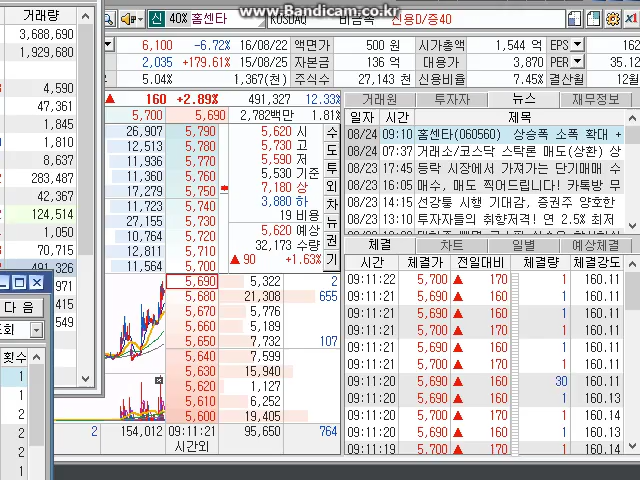 www.Bandicam.co.kr
거래량
3,688,690
1,929,680
4,590
47,361
1,845
1,810
8,637
283,487
42,367
124,514
1,050
70,715
491,326
971
415
549
다 음
횟수
1
1
2
2
2
1
신 40% 홈센타 KOSDAQ 비금속 신용D/증40
6,100 -6.72% 16/08/22 액면가 500 원 시가총액 1,544 억 EPS 162
2,035 +179.61% 15/08/25 자본금 136 억 대용가 3,870 PER 35.12
5.04% 1,367(천) 주식수 27,143 천 신용비율 7.45% 결산월 12월
▲ 160 +2.89% 491,327 12.33%
5,700 5,690 2,782백만 1.81%
26,907 5,790
12,513 5,780
11,936 5,770
11,360 5,760
17,279 5,750
11,723 5,740
27,155 5,730
10,764 5,720
12,811 5,710
11,564 5,700
5,620 시
5,730 고
5,590 저
5,530 기준
7,180 상
3,880 하
19 비용
5,620 예상
32,173 수량
▲ 90 +1.63%
수
도
투
외
차
뉴
권
기
5,690 5,322 2
5,680 21,308 655
5,670 5,776
5,660 5,189
5,650 7,732 107
5,640 7,599
5,630 15,940
5,620 1,127
5,610 6,252
5,600 19,405
2 154,012 09:11:21 95,650 764
시간외
거래원 투자자 뉴스 재무정보
일자 시간 제목
08/24 09:10 홈센타(060560) 상승폭 소폭 확대 +
08/24 07:37 거래소/코스닥 스탁론 매도(상환) 상
08/23 17:45 등락 시장에서 가져가는 단기매매 수
08/23 16:05 매수, 매도 찍어드립니다! 카톡방 무
08/23 14:15 선강퉁 시행 기대감, 증권주 양호한
08/23 13:10 투자자들의 취향저격! 연 2.5% 최저
체결 차트 일별 예상체결
시간 체결가 전일대비 체결량 체결강도
09:11:22 5,700 ▲ 170 1 160.11
09:11:21 5,690 ▲ 160 1 160.11
09:11:21 5,700 ▲ 170 1 160.11
09:11:21 5,690 ▲ 160 1 160.11
09:11:21 5,690 ▲ 160 1 160.11
09:11:21 5,690 ▲ 160 1 160.11
09:11:20 5,690 ▲ 160 30 160.11
09:11:20 5,690 ▲ 160 1 160.13
09:11:20 5,700 ▲ 170 1 160.13
09:11:20 5,690 ▲ 160 1 160.14
09:11:19 5,700 ▲ 170 1 160.14